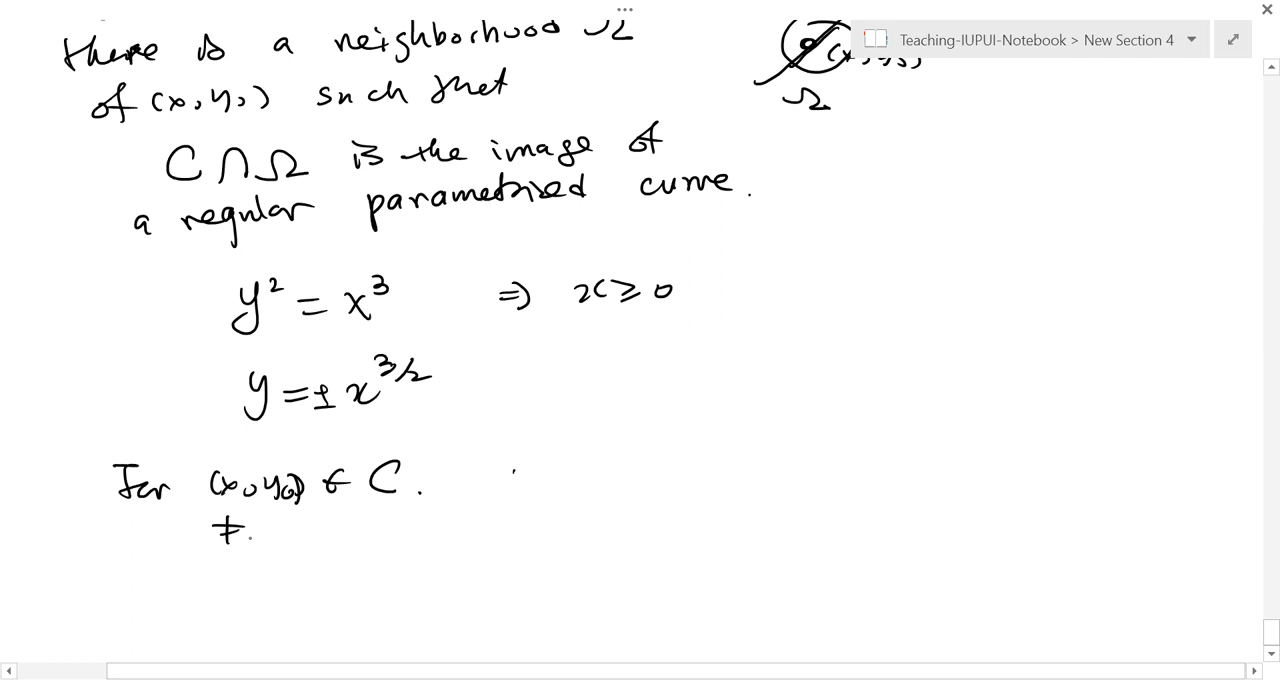 there is a neighborhood Ω
Teaching-IUPUI-Notebook > New Section 4
of (x₀, y₀) such that
Ω
C ∩ Ω is the image of
a regular parametrized curve.
y² = x³ ⇒ x ≥ 0
y = ± x^{3/2}
For (x₀, y₀) ∈ C.
≠